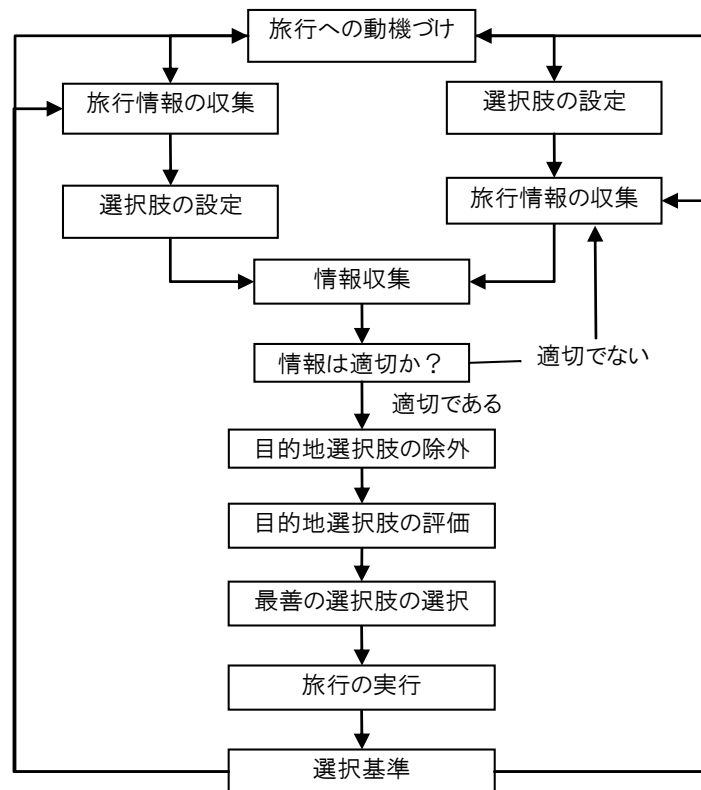 旅行への動機づけ
旅行情報の収集
選択肢の設定
選択肢の設定
旅行情報の収集
情報収集
情報は適切か？
適切でない
適切である
目的地選択肢の除外
目的地選択肢の評価
最善の選択肢の選択
旅行の実行
選択基準